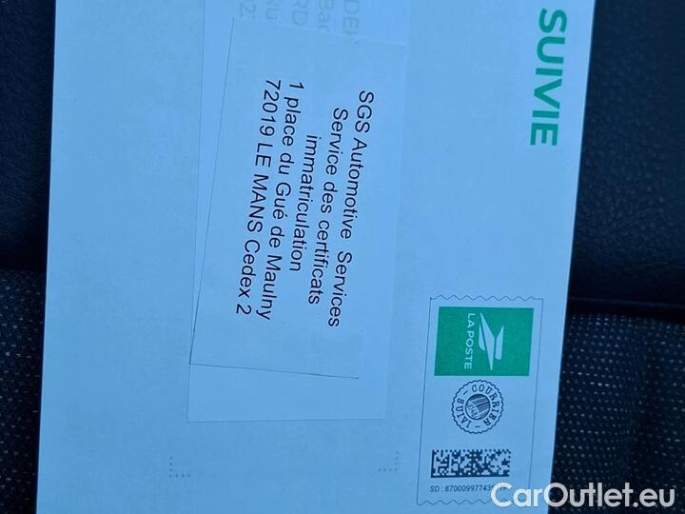 SUIVIE
SGS Automotive Services
Service des certificats
immatriculation
1 place du Gué de Maulny
72019 LE MANS Cedex 2
LA POSTE
COURRIER
SUIVI
CarOutlet.eu